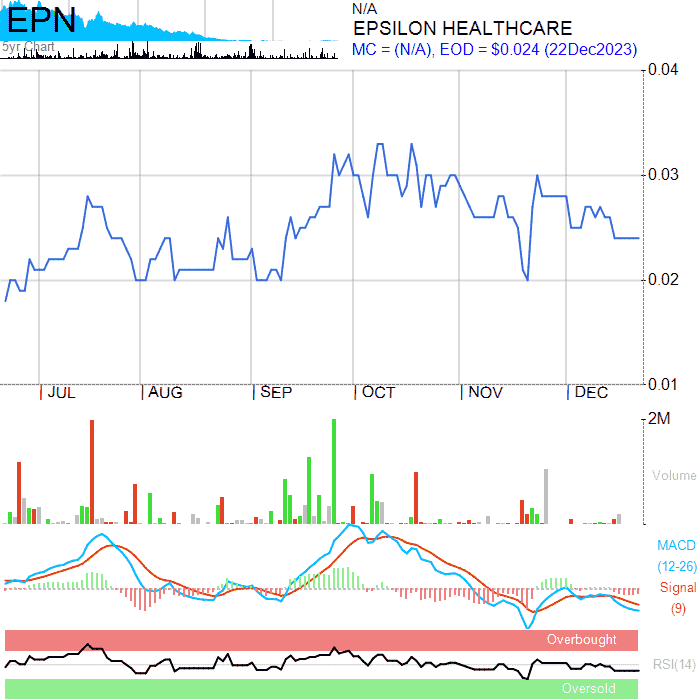 EPN
5yr Chart
N/A
EPSILON HEALTHCARE
MC = (N/A), EOD = $0.024 (22Dec2023)
0.04
0.03
0.02
0.01
JUL AUG SEP OCT NOV DEC
2M
Volume
MACD
(12-26)
Signal
(9)
Overbought
RSI(14)
Oversold